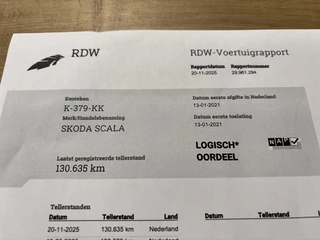 RDW
RDW-Voertuigrapport
Rapportdatum Rapportnummer
20-11-2025 29.961.294
Kenteken
K-379-KK
Merk/Handelsbenaming
SKODA SCALA
Datum eerste afgifte in Nederland
13-01-2021
Datum eerste toelating
13-01-2021
Laatst geregistreerde tellerstand
130.635 km
LOGISCH*
OORDEEL
NAP
Tellerstanden
Datum Tellerstand Land Datum Tellerstand
20-11-2025 130.635 km Nederland
Nederland